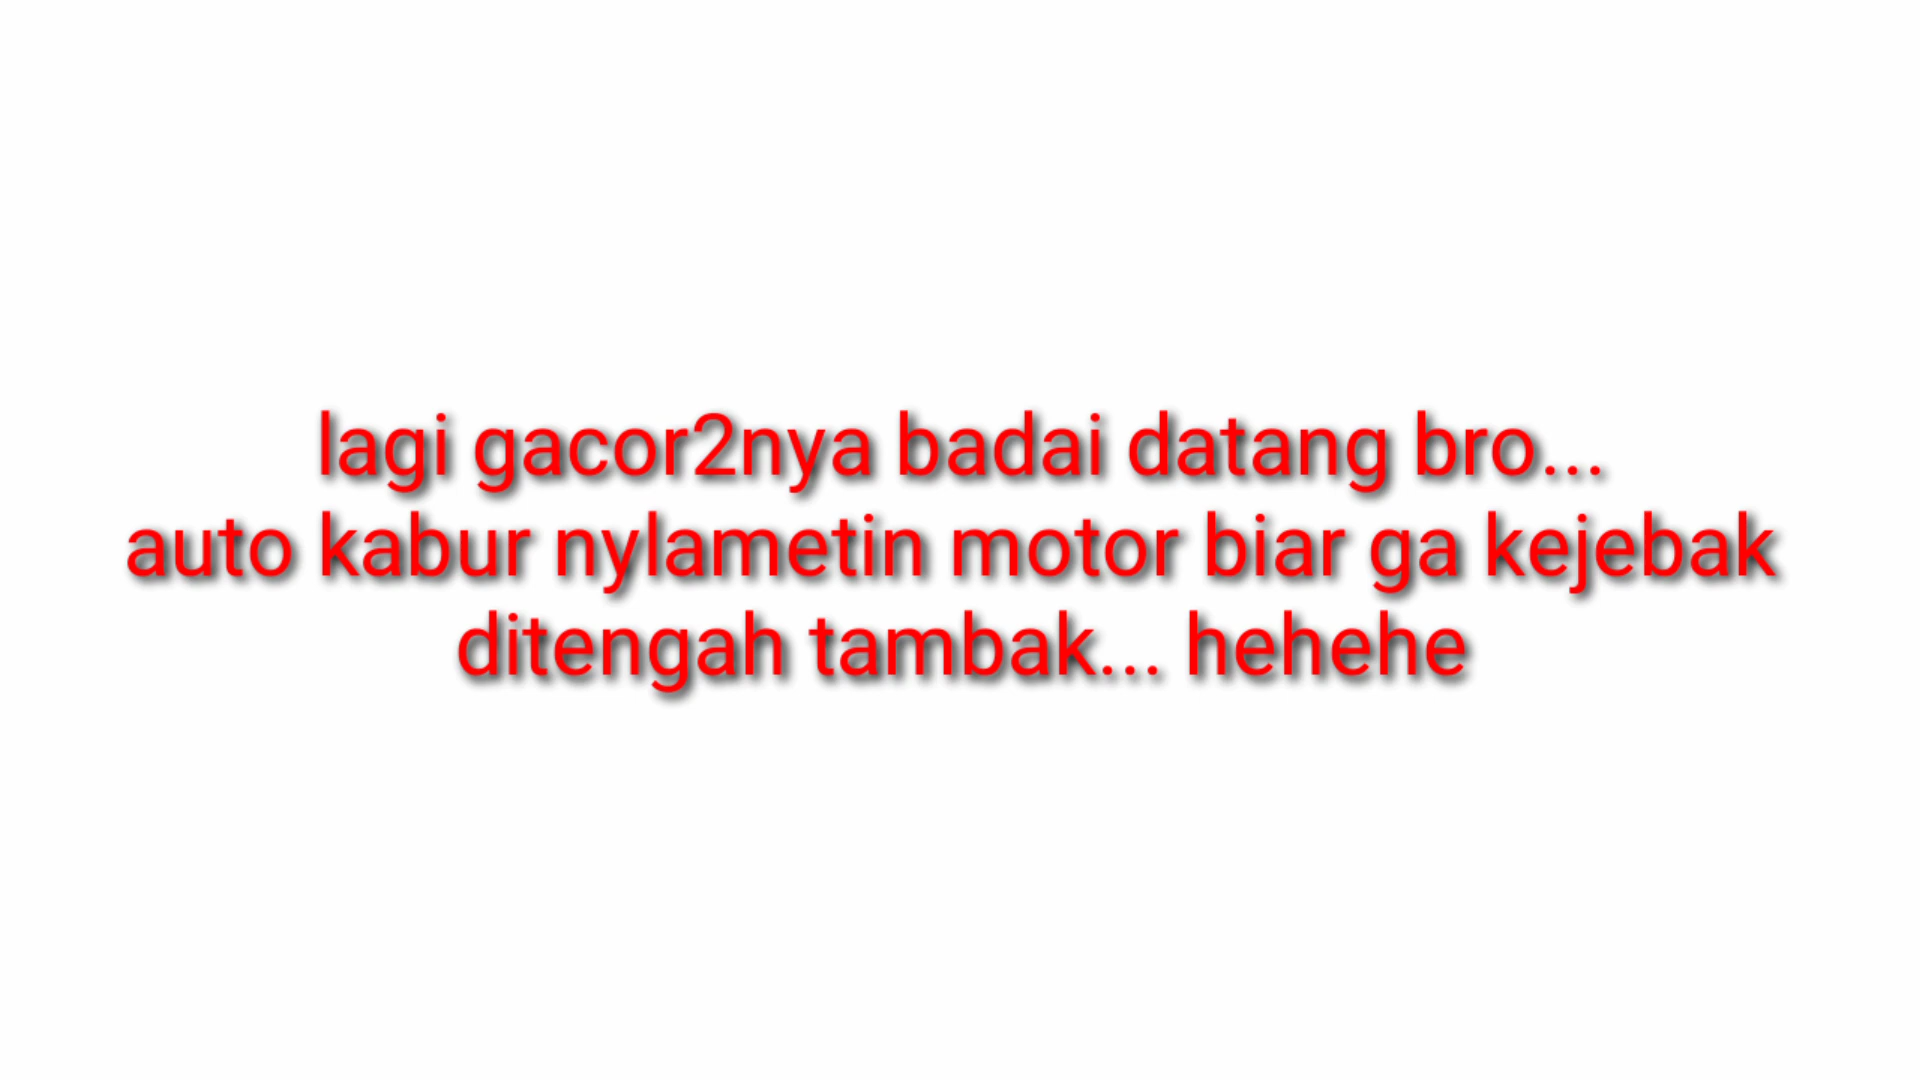 lagi gacor2nya badai datang bro...
auto kabur nylametin motor biar ga kejebak
ditengah tambak... hehehe